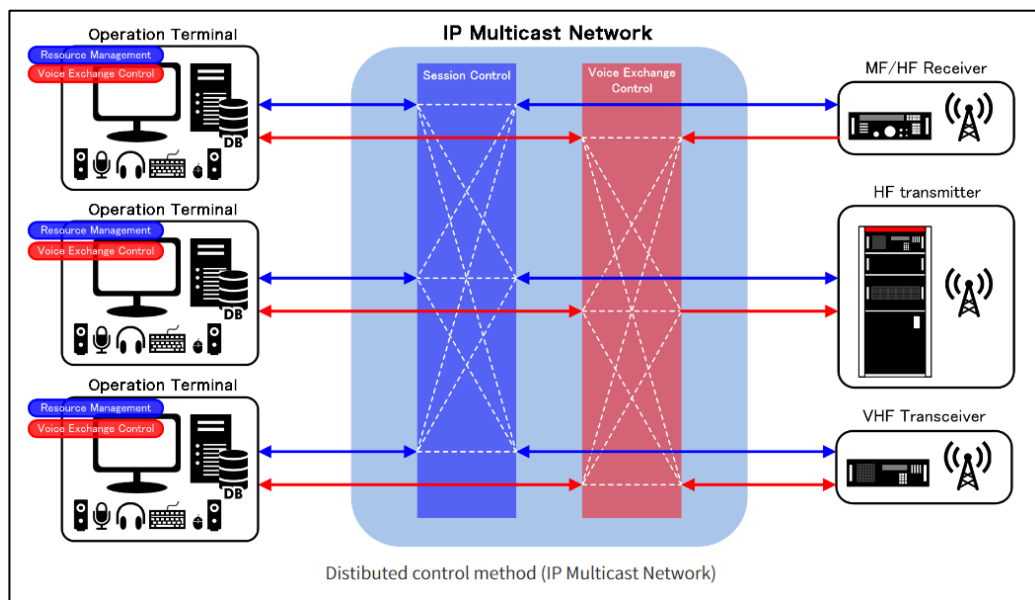 Operation Terminal
Resource Management
Voice Exchange Control
DB
Operation Terminal
Resource Management
Voice Exchange Control
DB
Operation Terminal
Resource Management
Voice Exchange Control
DB
IP Multicast Network
Session Control
Voice Exchange
Control
MF/HF Receiver
HF transmitter
VHF Transceiver
Distibuted control method (IP Multicast Network)